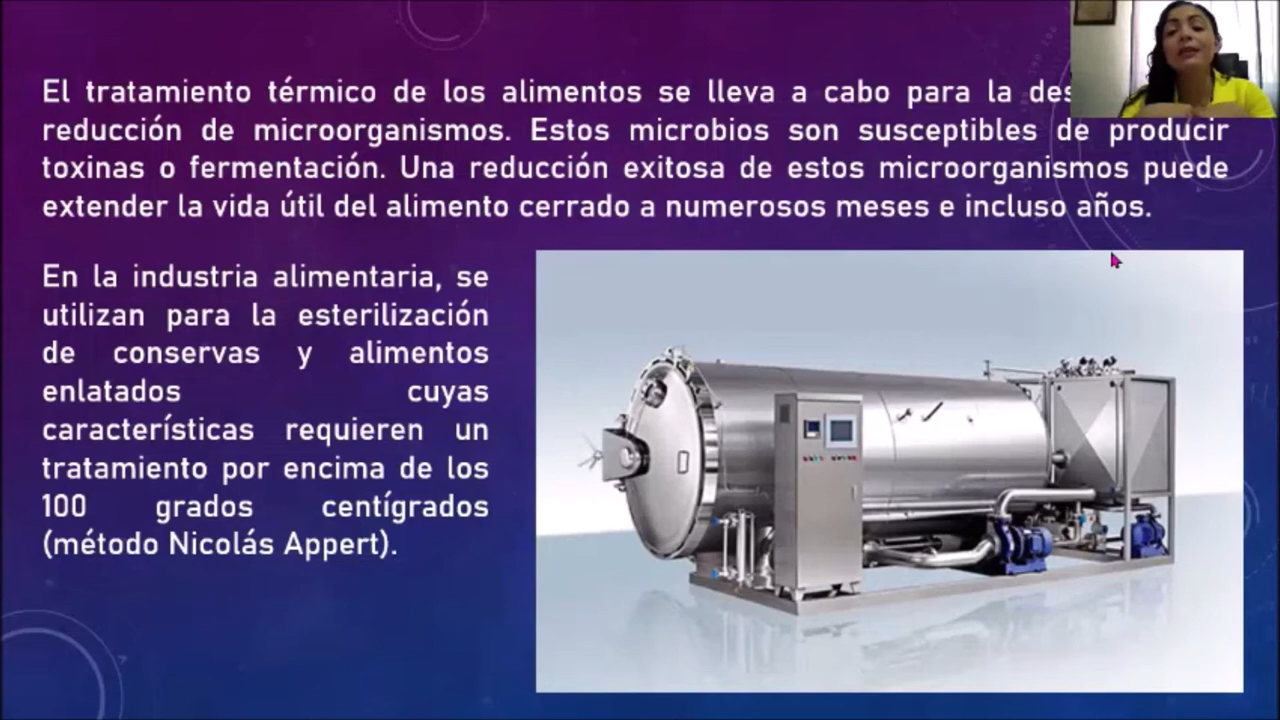 El tratamiento térmico de los alimentos se lleva a cabo para la
reducción de microorganismos. Estos microbios son susceptibles de producir
toxinas o fermentación. Una reducción exitosa de estos microorganismos puede
extender la vida útil del alimento cerrado a numerosos meses e incluso años.
En la industria alimentaria, se
utilizan para la esterilización
de conservas y alimentos
enlatados cuyas
características requieren un
tratamiento por encima de los
100 grados centígrados
(método Nicolás Appert).